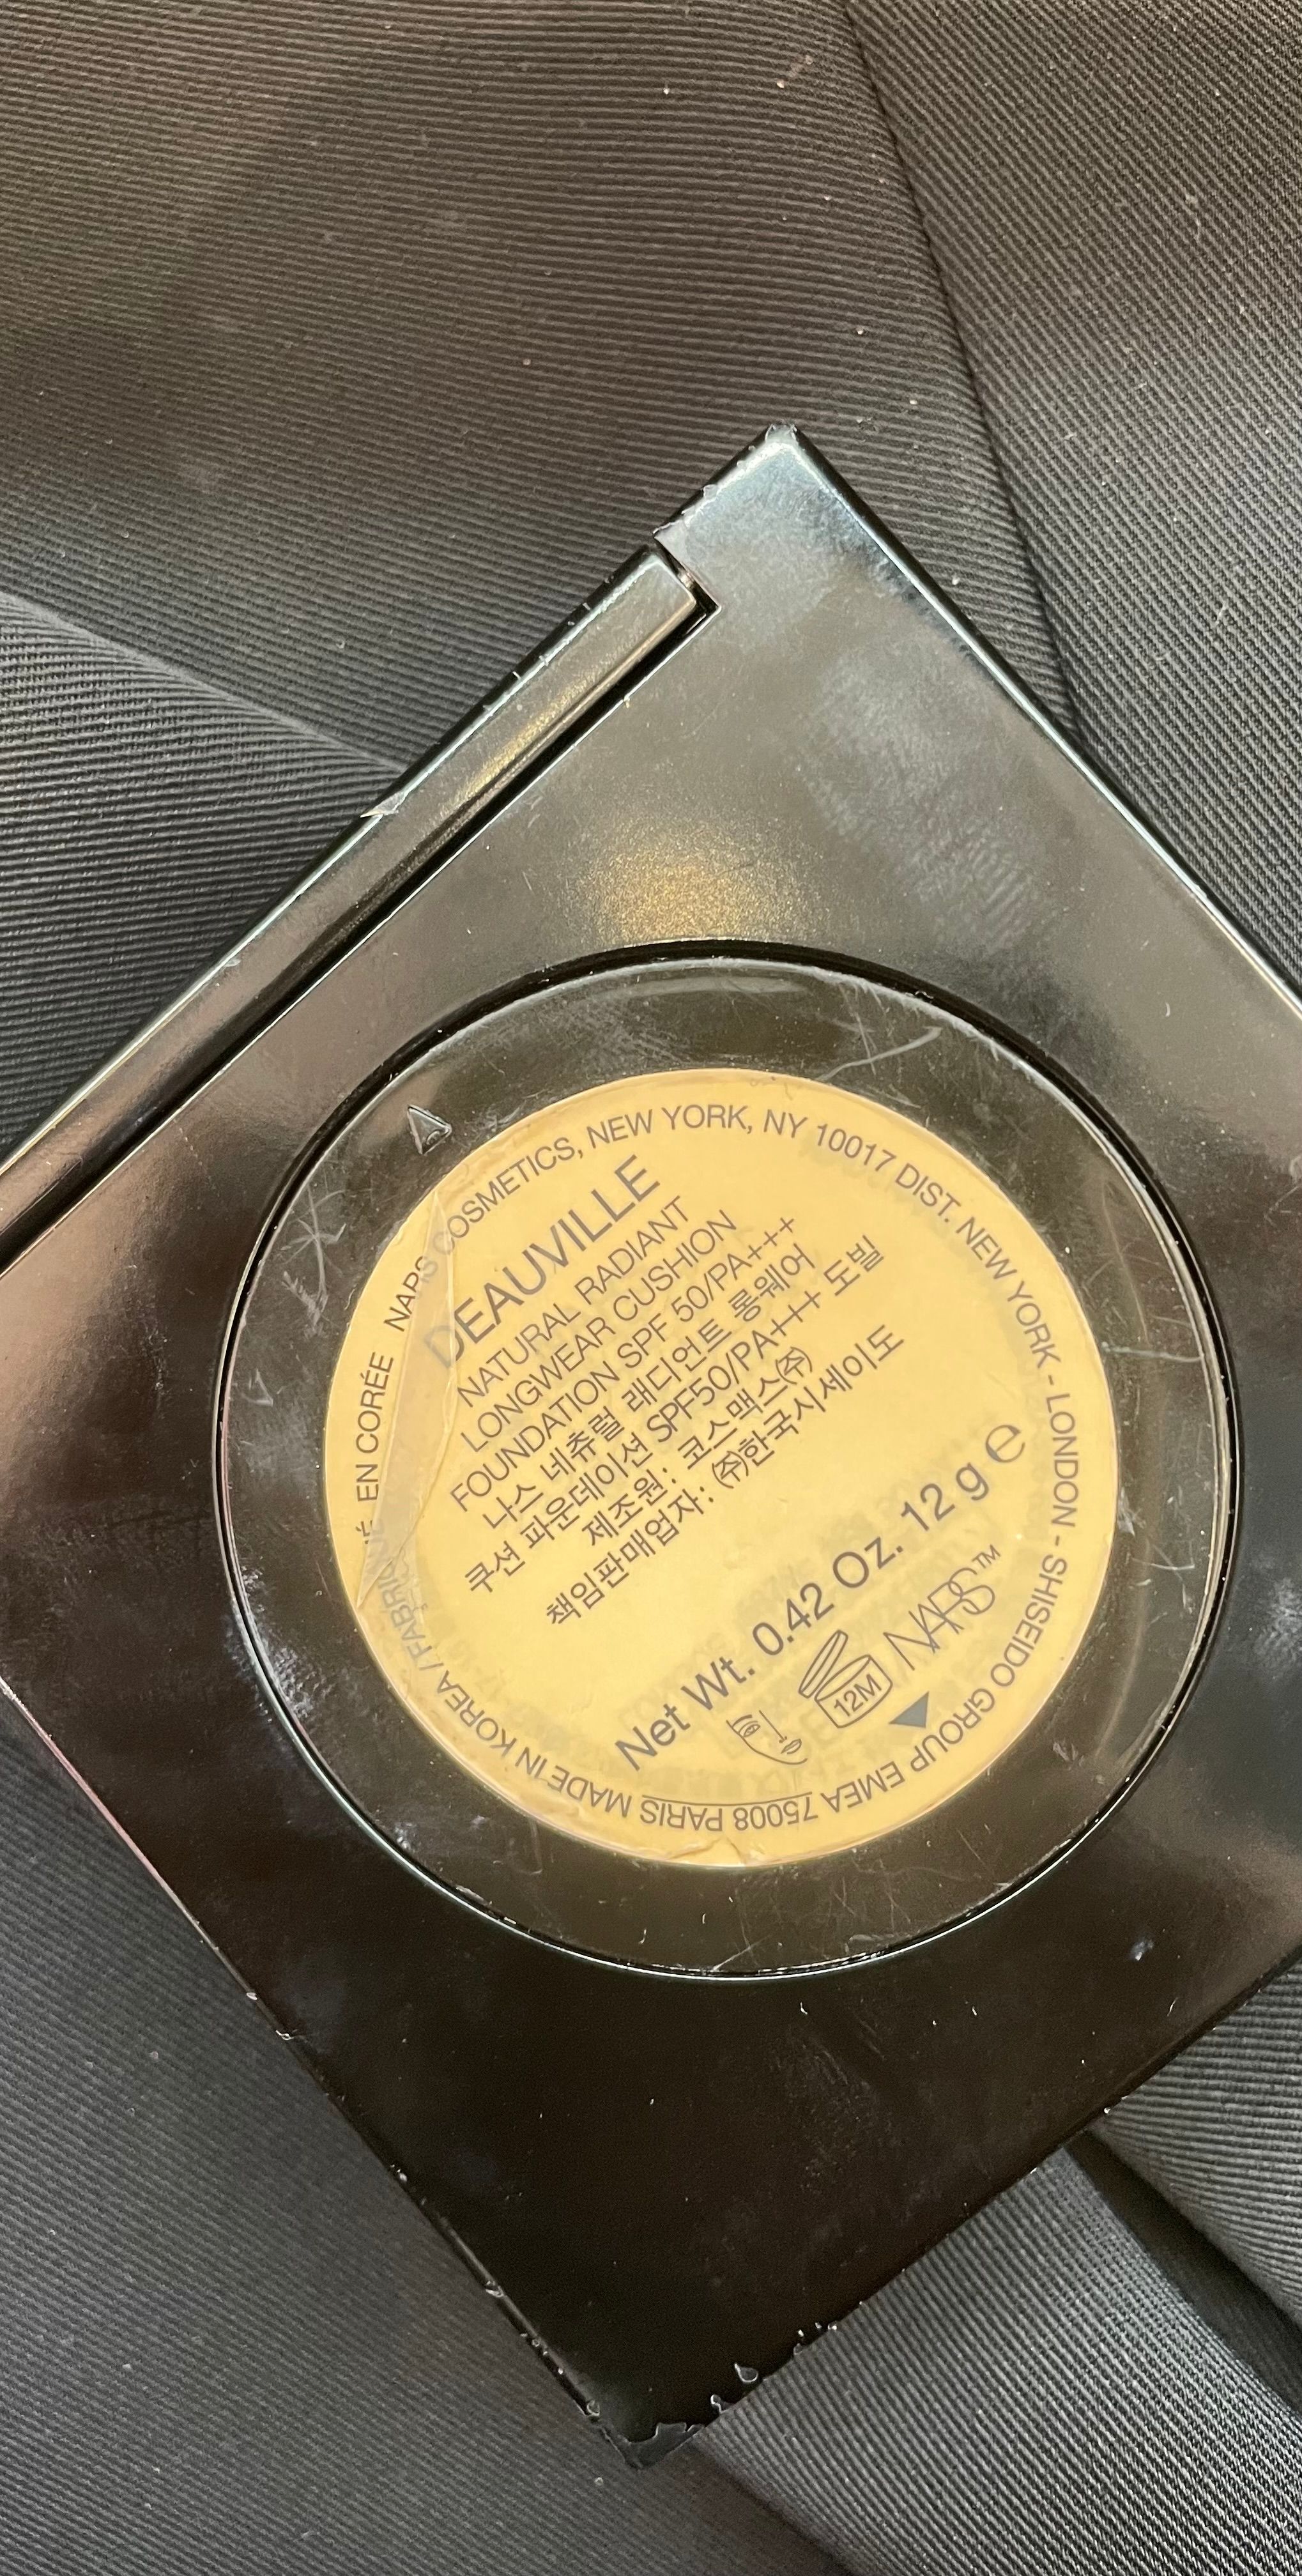 NARS COSMETICS, NEW YORK, NY 10017 DIST. NEW YORK - LONDON - SHISEIDO GROUP EMEA 75008 PARIS MADE IN KOREA / FABRIQUÉ EN CORÉE
DEAUVILLE
NATURAL RADIANT
LONGWEAR CUSHION
FOUNDATION SPF 50/PA+++
나스 네츄럴 래디언트 롱웨어
쿠션 파운데이션 SPF50/PA+++ 도빌
제조원 : 코스맥스㈜
책임판매업자 : ㈜한국시세이도
Net Wt. 0.42 Oz. 12 g ℮
12M
NARS™